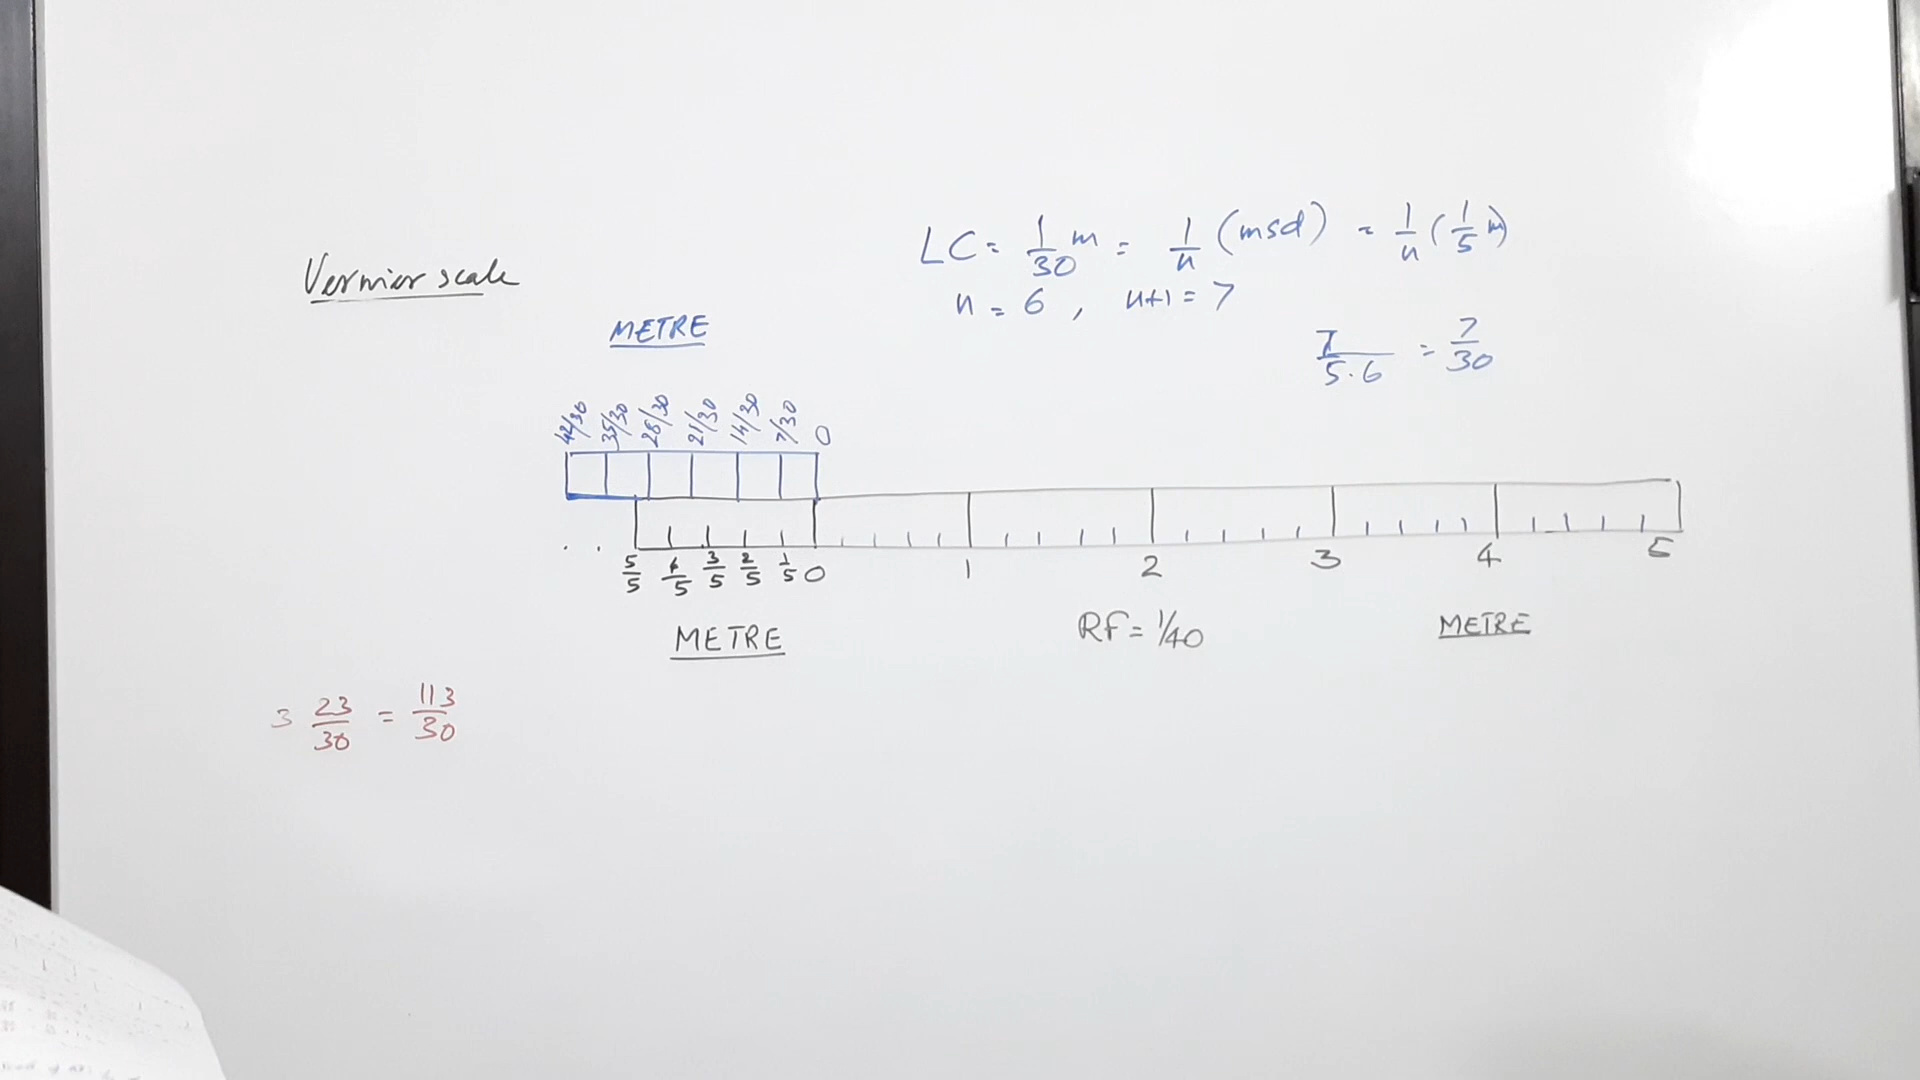 Vernier scale
LC = 1/30 m = 1/n (msd) = 1/n (1/5 m)
n = 6, n+1 = 7
7/5.6 = 7/30
METRE
42/30 35/30 28/30 21/30 14/30 7/30 0
5/5 4/5 3/5 2/5 1/5 0 1 2 3 4 5
METRE RF = 1/40 METRE
3 23/30 = 113/30